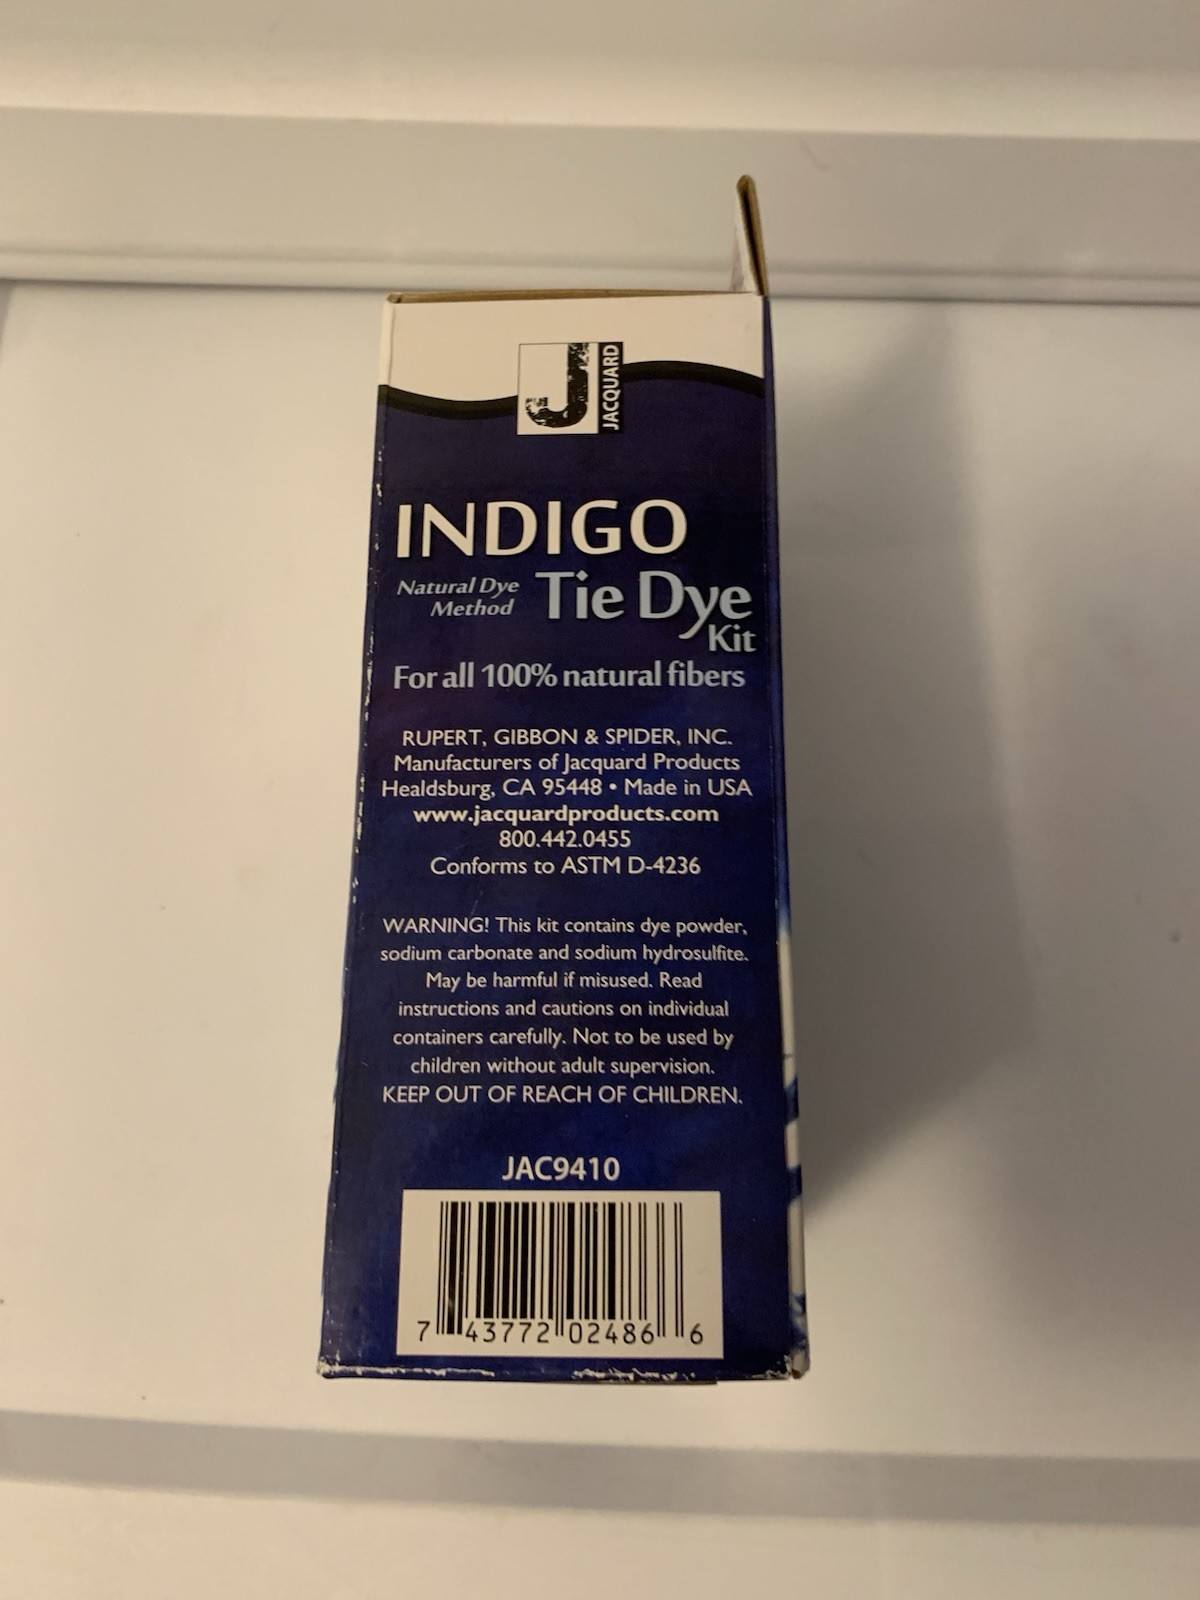 J
JACQUARD
INDIGO
Natural Dye
Method
Tie Dye
Kit
For all 100% natural fibers
RUPERT, GIBBON & SPIDER, INC.
Manufacturers of Jacquard Products
Healdsburg, CA 95448 • Made in USA
www.jacquardproducts.com
800.442.0455
Conforms to ASTM D-4236
WARNING! This kit contains dye powder,
sodium carbonate and sodium hydrosulfite.
May be harmful if misused. Read
instructions and cautions on individual
containers carefully. Not to be used by
children without adult supervision.
KEEP OUT OF REACH OF CHILDREN.
JAC9410
7 43772 02486 6